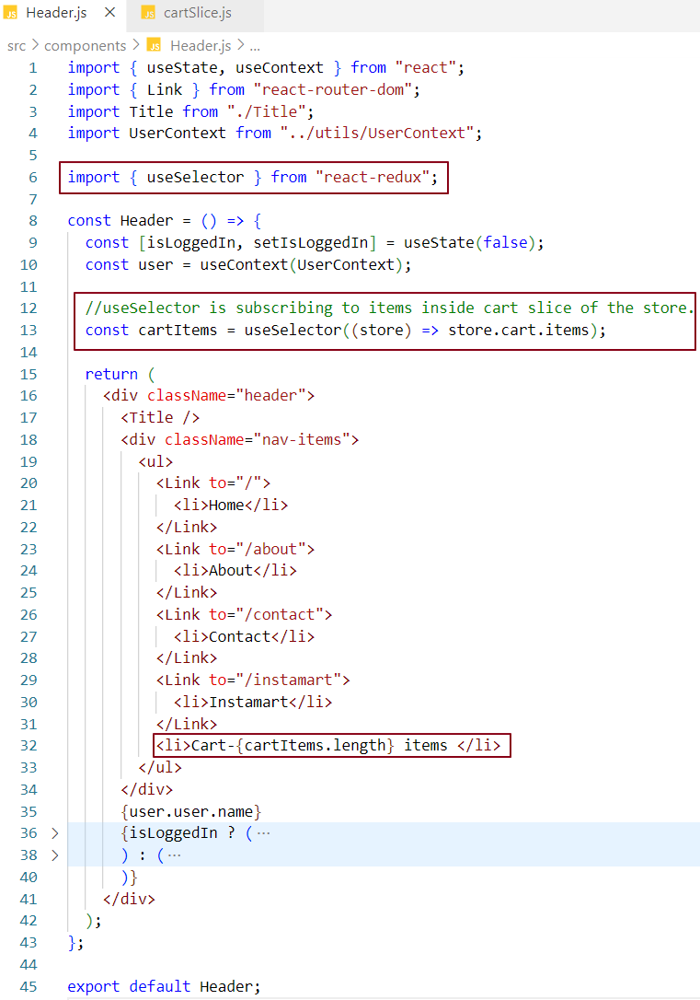 JS Header.js ×
JS cartSlice.js
src > components > JS Header.js > ...
1 import { useState, useContext } from "react";
2 import { Link } from "react-router-dom";
3 import Title from "./Title";
4 import UserContext from "../utils/UserContext";
5
6 import { useSelector } from "react-redux";
7
8 const Header = () => {
9   const [isLoggedIn, setIsLoggedIn] = useState(false);
10   const user = useContext(UserContext);
11
12   //useSelector is subscribing to items inside cart slice of the store.
13   const cartItems = useSelector((store) => store.cart.items);
14
15   return (
16     <div className="header">
17       <Title />
18       <div className="nav-items">
19         <ul>
20           <Link to="/">
21             <li>Home</li>
22           </Link>
23           <Link to="/about">
24             <li>About</li>
25           </Link>
26           <Link to="/contact">
27             <li>Contact</li>
28           </Link>
29           <Link to="/instamart">
30             <li>Instamart</li>
31           </Link>
32           <li>Cart-{cartItems.length} items </li>
33         </ul>
34       </div>
35       {user.user.name}
36 >       {isLoggedIn ? ( ···
38 >       ) : ( ···
40       )}
41     </div>
42   );
43 };
44
45 export default Header;